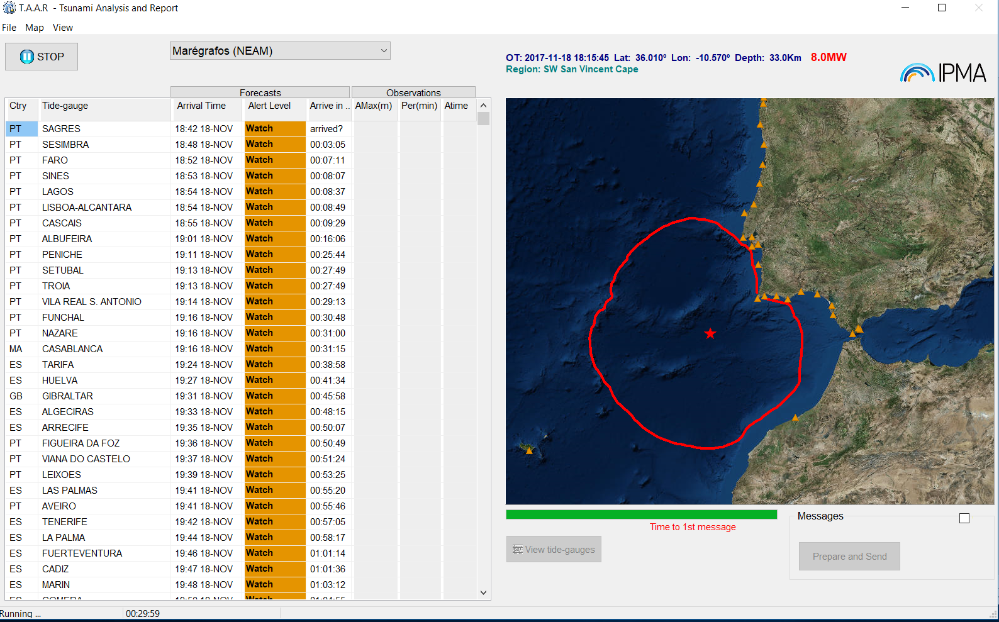 T.A.A.R - Tsunami Analysis and Report
File Map View
STOP
Marégrafos (NEAM)
OT: 2017-11-18 18:15:45 Lat: 36.010º Lon: -10.570º Depth: 33.0Km 8.0MW
Region: SW San Vincent Cape
IPMA
Forecasts Observations
Ctry Tide-gauge Arrival Time Alert Level Arrive in .. AMax(m) Per(min) Atime
PT SAGRES 18:42 18-NOV Watch arrived?
PT SESIMBRA 18:48 18-NOV Watch 00:03:05
PT FARO 18:52 18-NOV Watch 00:07:11
PT SINES 18:53 18-NOV Watch 00:08:07
PT LAGOS 18:54 18-NOV Watch 00:08:37
PT LISBOA-ALCANTARA 18:54 18-NOV Watch 00:08:49
PT CASCAIS 18:55 18-NOV Watch 00:09:29
PT ALBUFEIRA 19:01 18-NOV Watch 00:16:06
PT PENICHE 19:11 18-NOV Watch 00:25:44
PT SETUBAL 19:13 18-NOV Watch 00:27:49
PT TROIA 19:13 18-NOV Watch 00:27:49
PT VILA REAL S. ANTONIO 19:14 18-NOV Watch 00:29:13
PT FUNCHAL 19:16 18-NOV Watch 00:30:48
PT NAZARE 19:16 18-NOV Watch 00:31:00
MA CASABLANCA 19:16 18-NOV Watch 00:31:15
ES TARIFA 19:24 18-NOV Watch 00:38:58
ES HUELVA 19:27 18-NOV Watch 00:41:34
GB GIBRALTAR 19:31 18-NOV Watch 00:45:58
ES ALGECIRAS 19:33 18-NOV Watch 00:48:15
ES ARRECIFE 19:35 18-NOV Watch 00:50:07
PT FIGUEIRA DA FOZ 19:36 18-NOV Watch 00:50:49
PT VIANA DO CASTELO 19:37 18-NOV Watch 00:51:24
PT LEIXOES 19:39 18-NOV Watch 00:53:25
ES LAS PALMAS 19:41 18-NOV Watch 00:55:20
PT AVEIRO 19:41 18-NOV Watch 00:55:46
ES TENERIFE 19:42 18-NOV Watch 00:57:05
ES LA PALMA 19:44 18-NOV Watch 00:58:17
ES FUERTEVENTURA 19:46 18-NOV Watch 01:01:14
ES CADIZ 19:47 18-NOV Watch 01:01:36
ES MARIN 19:48 18-NOV Watch 01:03:12
ES GOMERA
Time to 1st message
View tide-gauges
Messages
Prepare and Send
Running ... 00:29:59